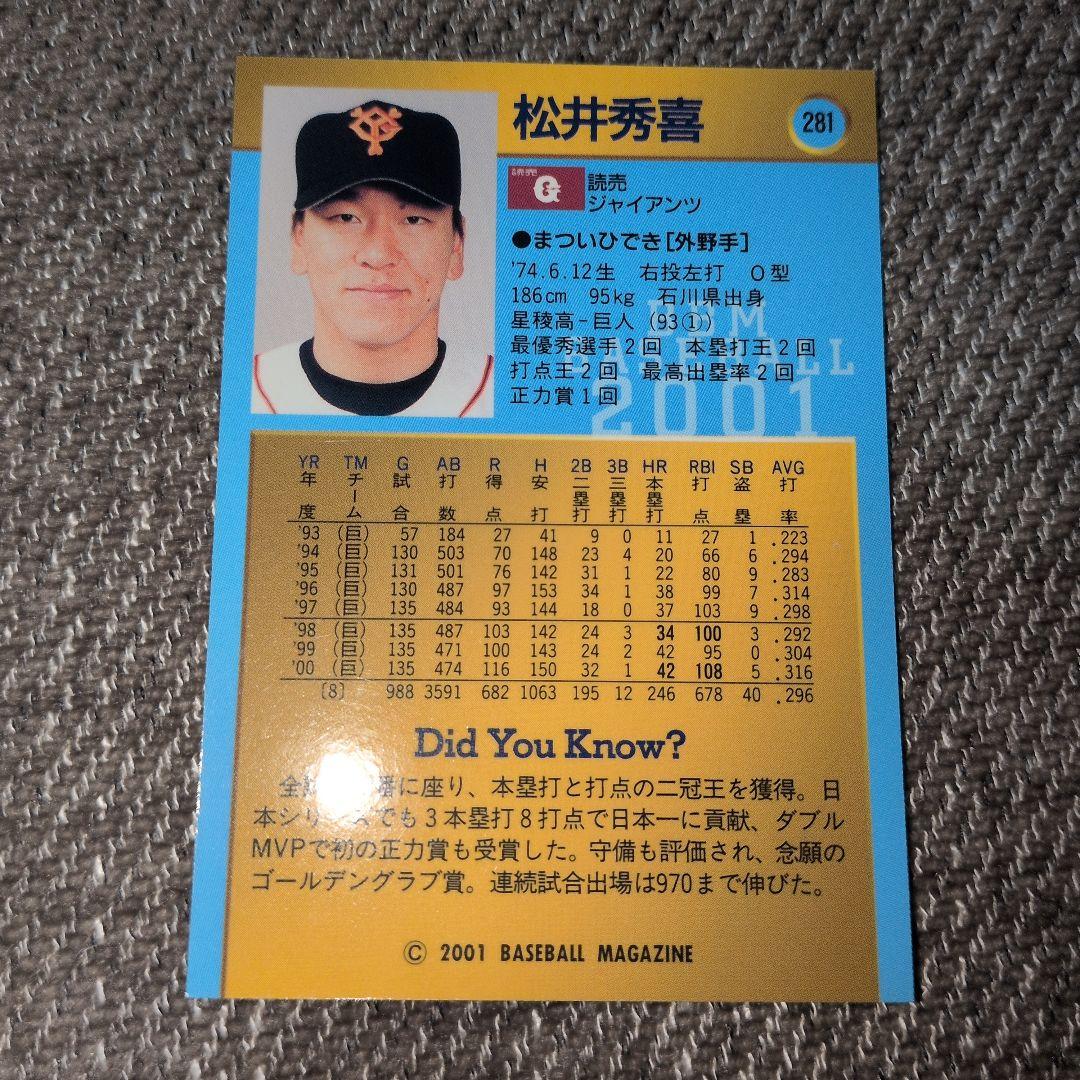 松井秀喜
281
読売
読売
ジャイアンツ
●まついひでき[外野手]
'74.6.12生 右投左打 O型
186cm 95kg 石川県出身
星稜高-巨人(93①)
最優秀選手2回 本塁打王2回
打点王2回 最高出塁率2回
正力賞1回
BBM
BASEBALL
2001
YR TM G AB R H 2B 3B HR RBI SB AVG
年度 チーム 試合 打数 得点 安打 二塁打 三塁打 本塁打 打点 盗塁 打率
'93 (巨) 57 184 27 41 9 0 11 27 1 .223
'94 (巨) 130 503 70 148 23 4 20 66 6 .294
'95 (巨) 131 501 76 142 31 1 22 80 9 .283
'96 (巨) 130 487 97 153 34 1 38 99 7 .314
'97 (巨) 135 484 93 144 18 0 37 103 9 .298
'98 (巨) 135 487 103 142 24 3 34 100 3 .292
'99 (巨) 135 471 100 143 24 2 42 95 0 .304
'00 (巨) 135 474 116 150 32 1 42 108 5 .316
[8] 988 3591 682 1063 195 12 246 678 40 .296
Did You Know?
全 番に座り、本塁打と打点の二冠王を獲得。日
本シリーズでも3本塁打8打点で日本一に貢献、ダブル
MVPで初の正力賞も受賞した。守備も評価され、念願の
ゴールデングラブ賞。連続試合出場は970まで伸びた。
© 2001 BASEBALL MAGAZINE